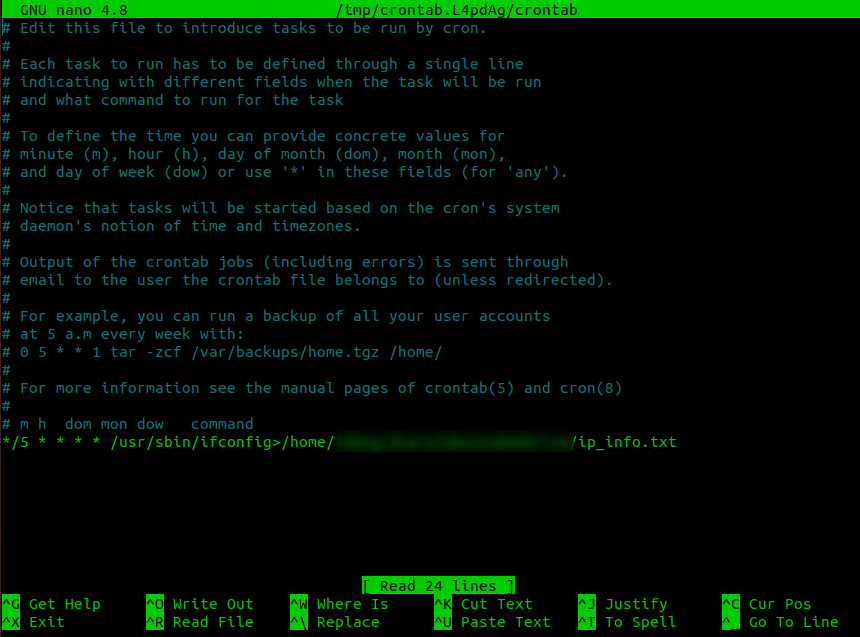 GNU nano 4.8 /tmp/crontab.L4pdAg/crontab
# Edit this file to introduce tasks to be run by cron.
#
# Each task to run has to be defined through a single line
# indicating with different fields when the task will be run
# and what command to run for the task
#
# To define the time you can provide concrete values for
# minute (m), hour (h), day of month (dom), month (mon),
# and day of week (dow) or use '*' in these fields (for 'any').
#
# Notice that tasks will be started based on the cron's system
# daemon's notion of time and timezones.
#
# Output of the crontab jobs (including errors) is sent through
# email to the user the crontab file belongs to (unless redirected).
#
# For example, you can run a backup of all your user accounts
# at 5 a.m every week with:
# 0 5 * * 1 tar -zcf /var/backups/home.tgz /home/
#
# For more information see the manual pages of crontab(5) and cron(8)
#
# m h  dom mon dow   command
*/5 * * * * /usr/sbin/ifconfig>/home/ /ip_info.txt
[ Read 24 lines ]
^G Get Help ^O Write Out ^W Where Is ^K Cut Text ^J Justify ^C Cur Pos
^X Exit ^R Read File ^\ Replace ^U Paste Text ^T To Spell ^_ Go To Line